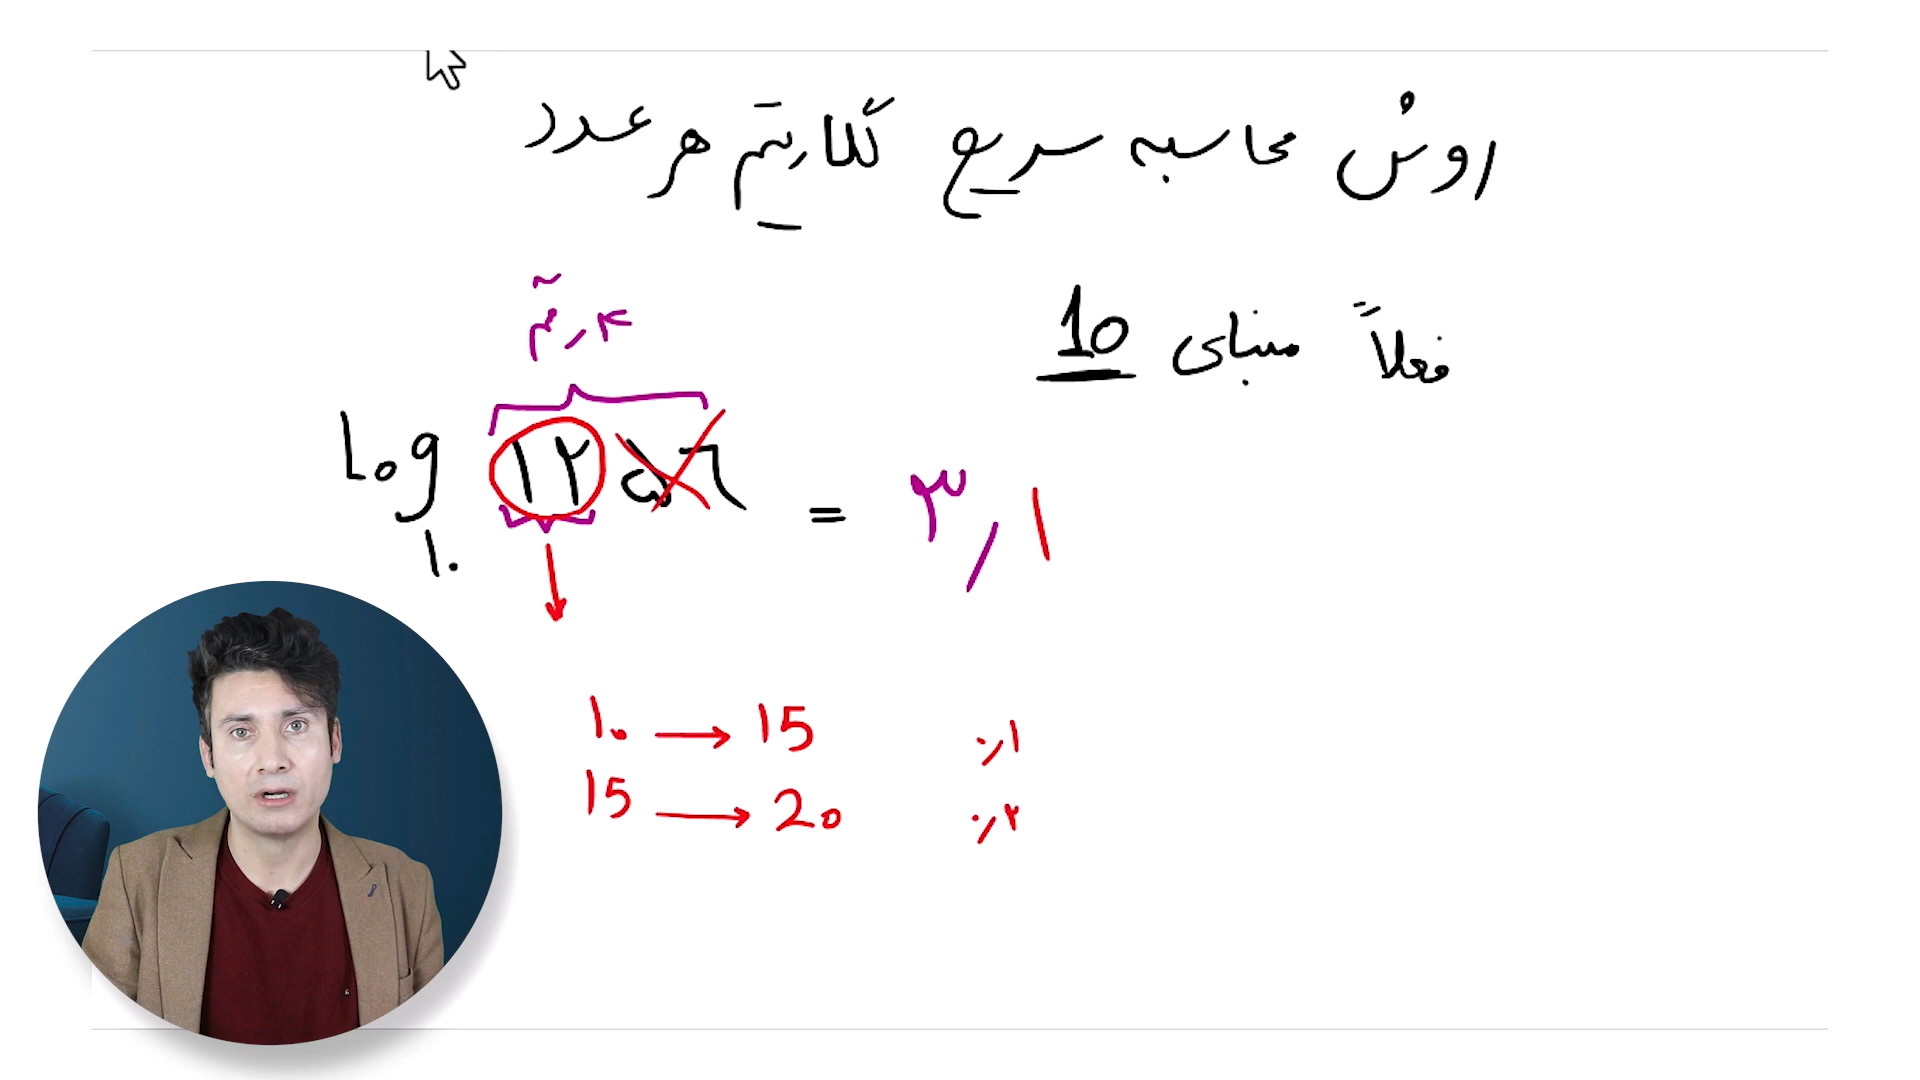 روش محاسبه سریع لگاریتم هر عدد
فعلاً مبنای 10
۴ رقم
log ۱۲۵۶ = ۳٫۱
۱۰
۱۰ → 15 ۰٫۱
15 → 20 ۰٫۲